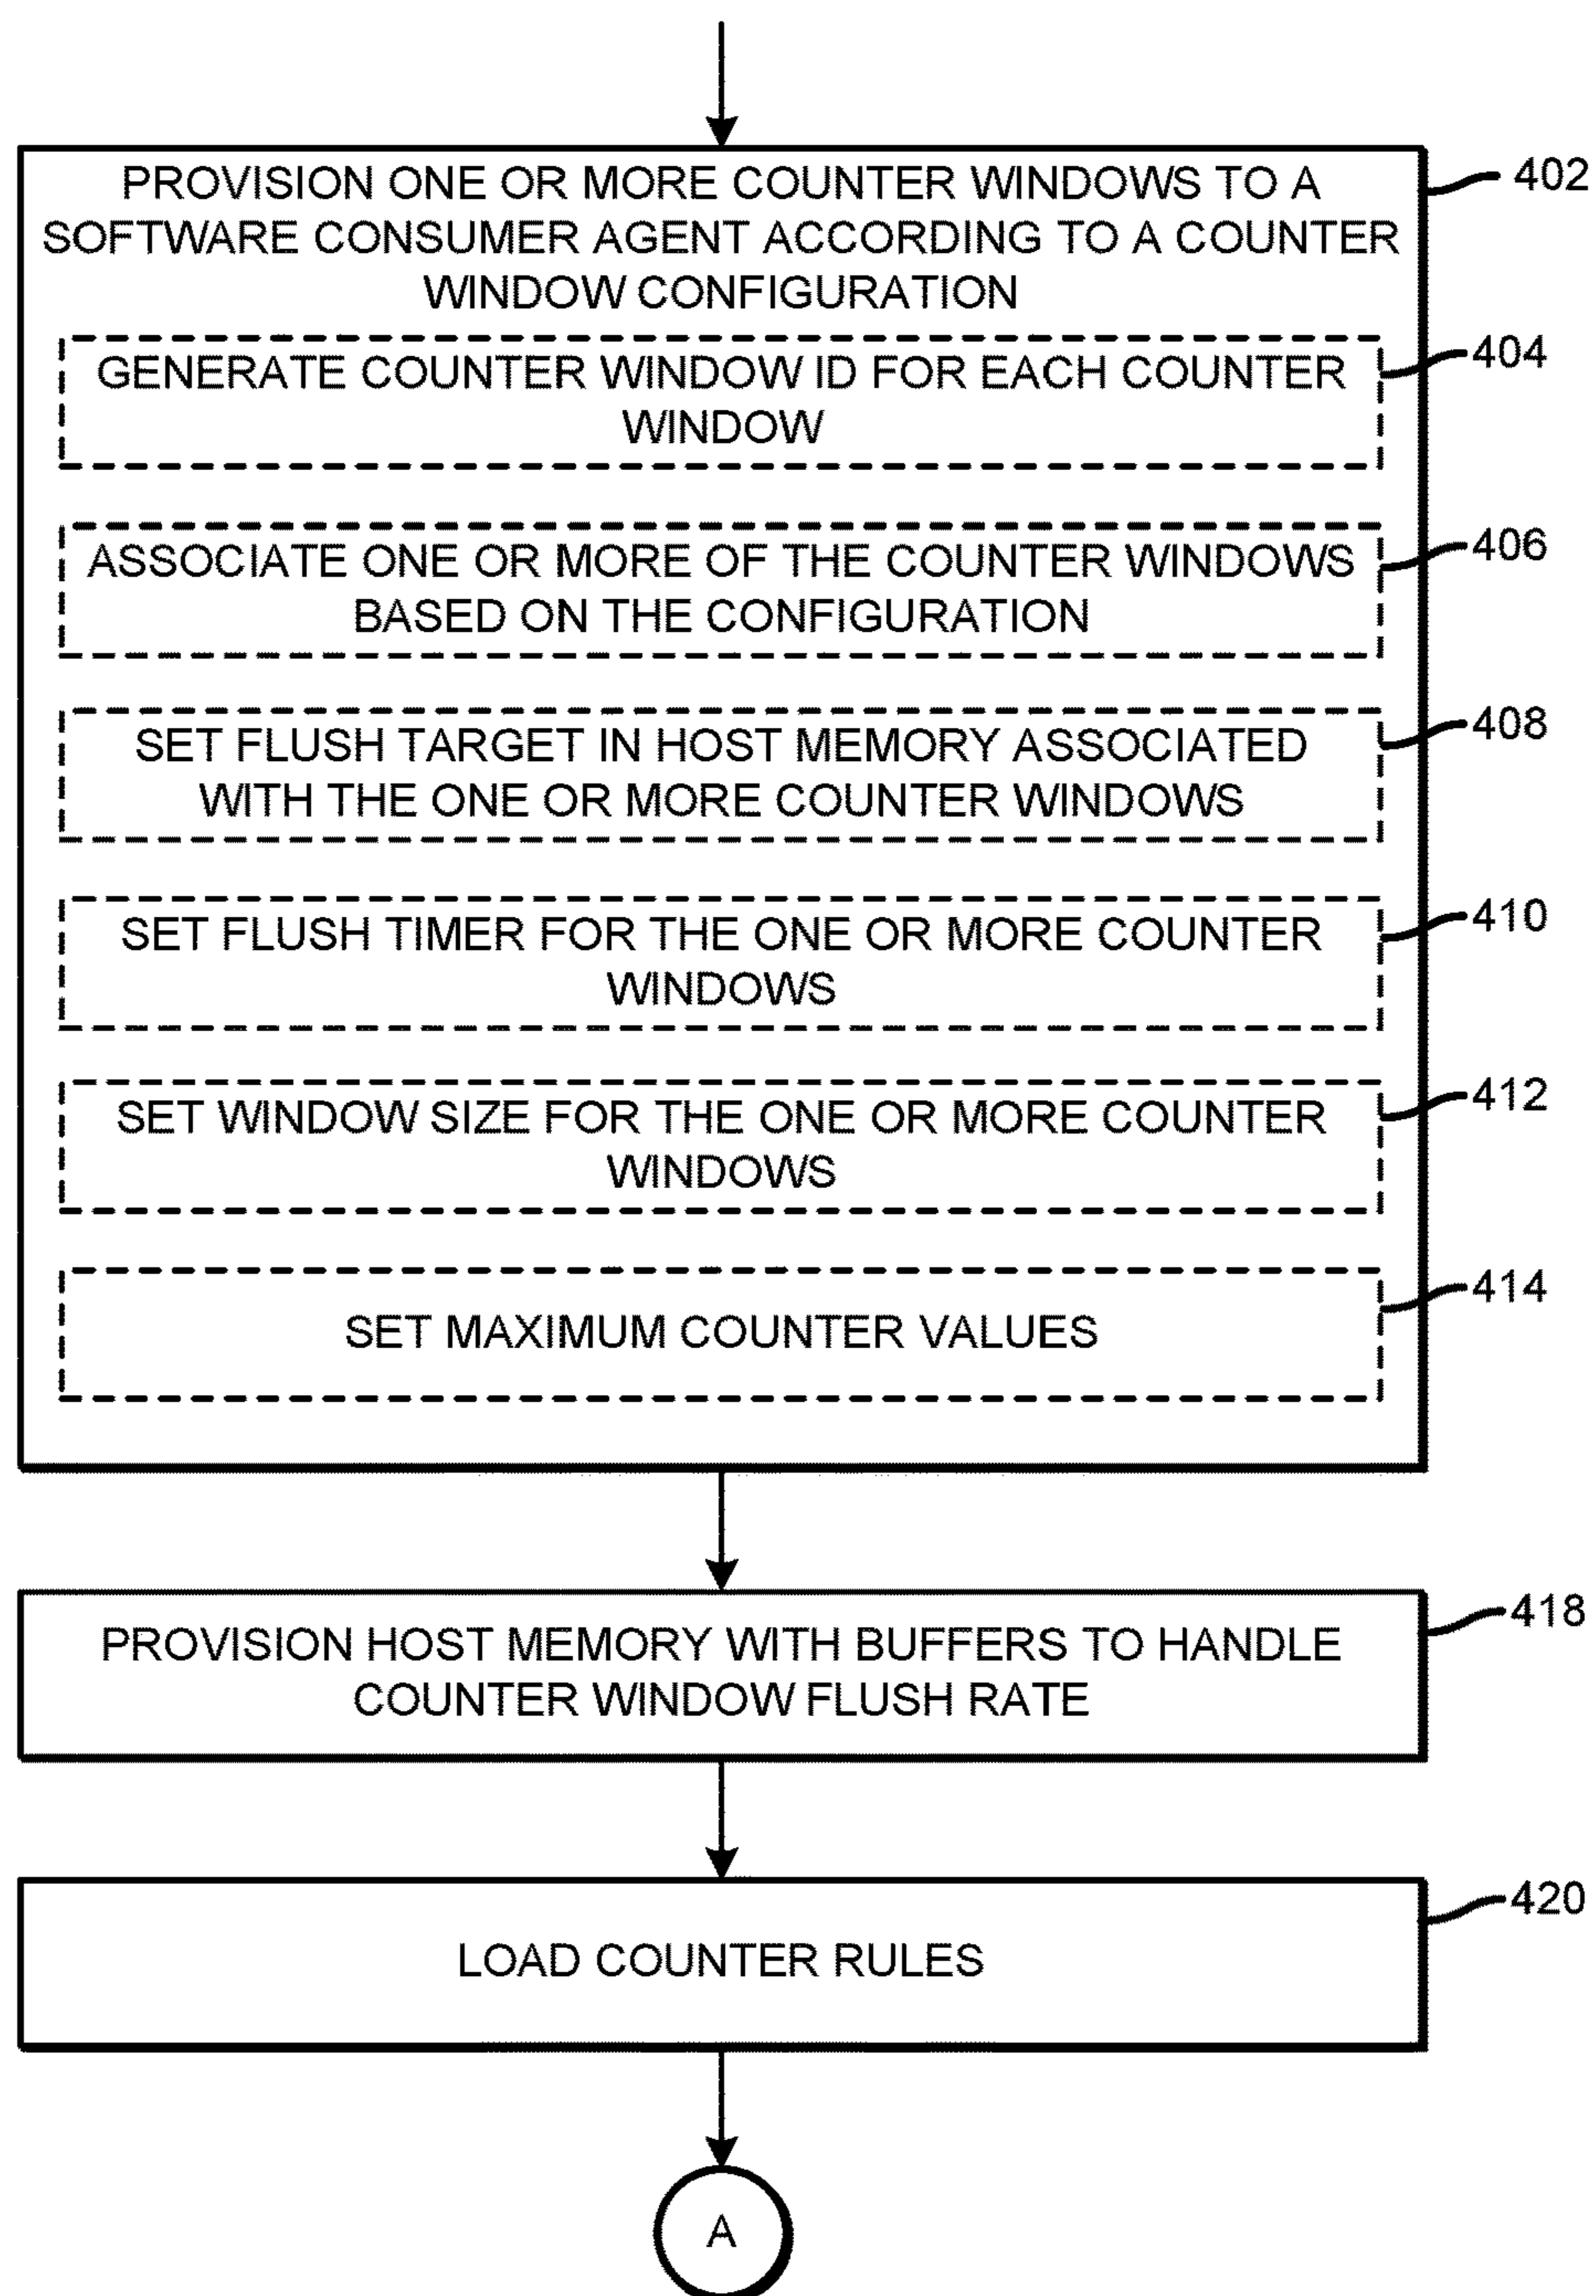 PROVISION ONE OR MORE COUNTER WINDOWS TO A
SOFTWARE CONSUMER AGENT ACCORDING TO A COUNTER
WINDOW CONFIGURATION
402
GENERATE COUNTER WINDOW ID FOR EACH COUNTER
WINDOW
404
ASSOCIATE ONE OR MORE OF THE COUNTER WINDOWS
BASED ON THE CONFIGURATION
406
SET FLUSH TARGET IN HOST MEMORY ASSOCIATED
WITH THE ONE OR MORE COUNTER WINDOWS
408
SET FLUSH TIMER FOR THE ONE OR MORE COUNTER
WINDOWS
410
SET WINDOW SIZE FOR THE ONE OR MORE COUNTER
WINDOWS
412
SET MAXIMUM COUNTER VALUES
414
PROVISION HOST MEMORY WITH BUFFERS TO HANDLE
COUNTER WINDOW FLUSH RATE
418
LOAD COUNTER RULES
420
A